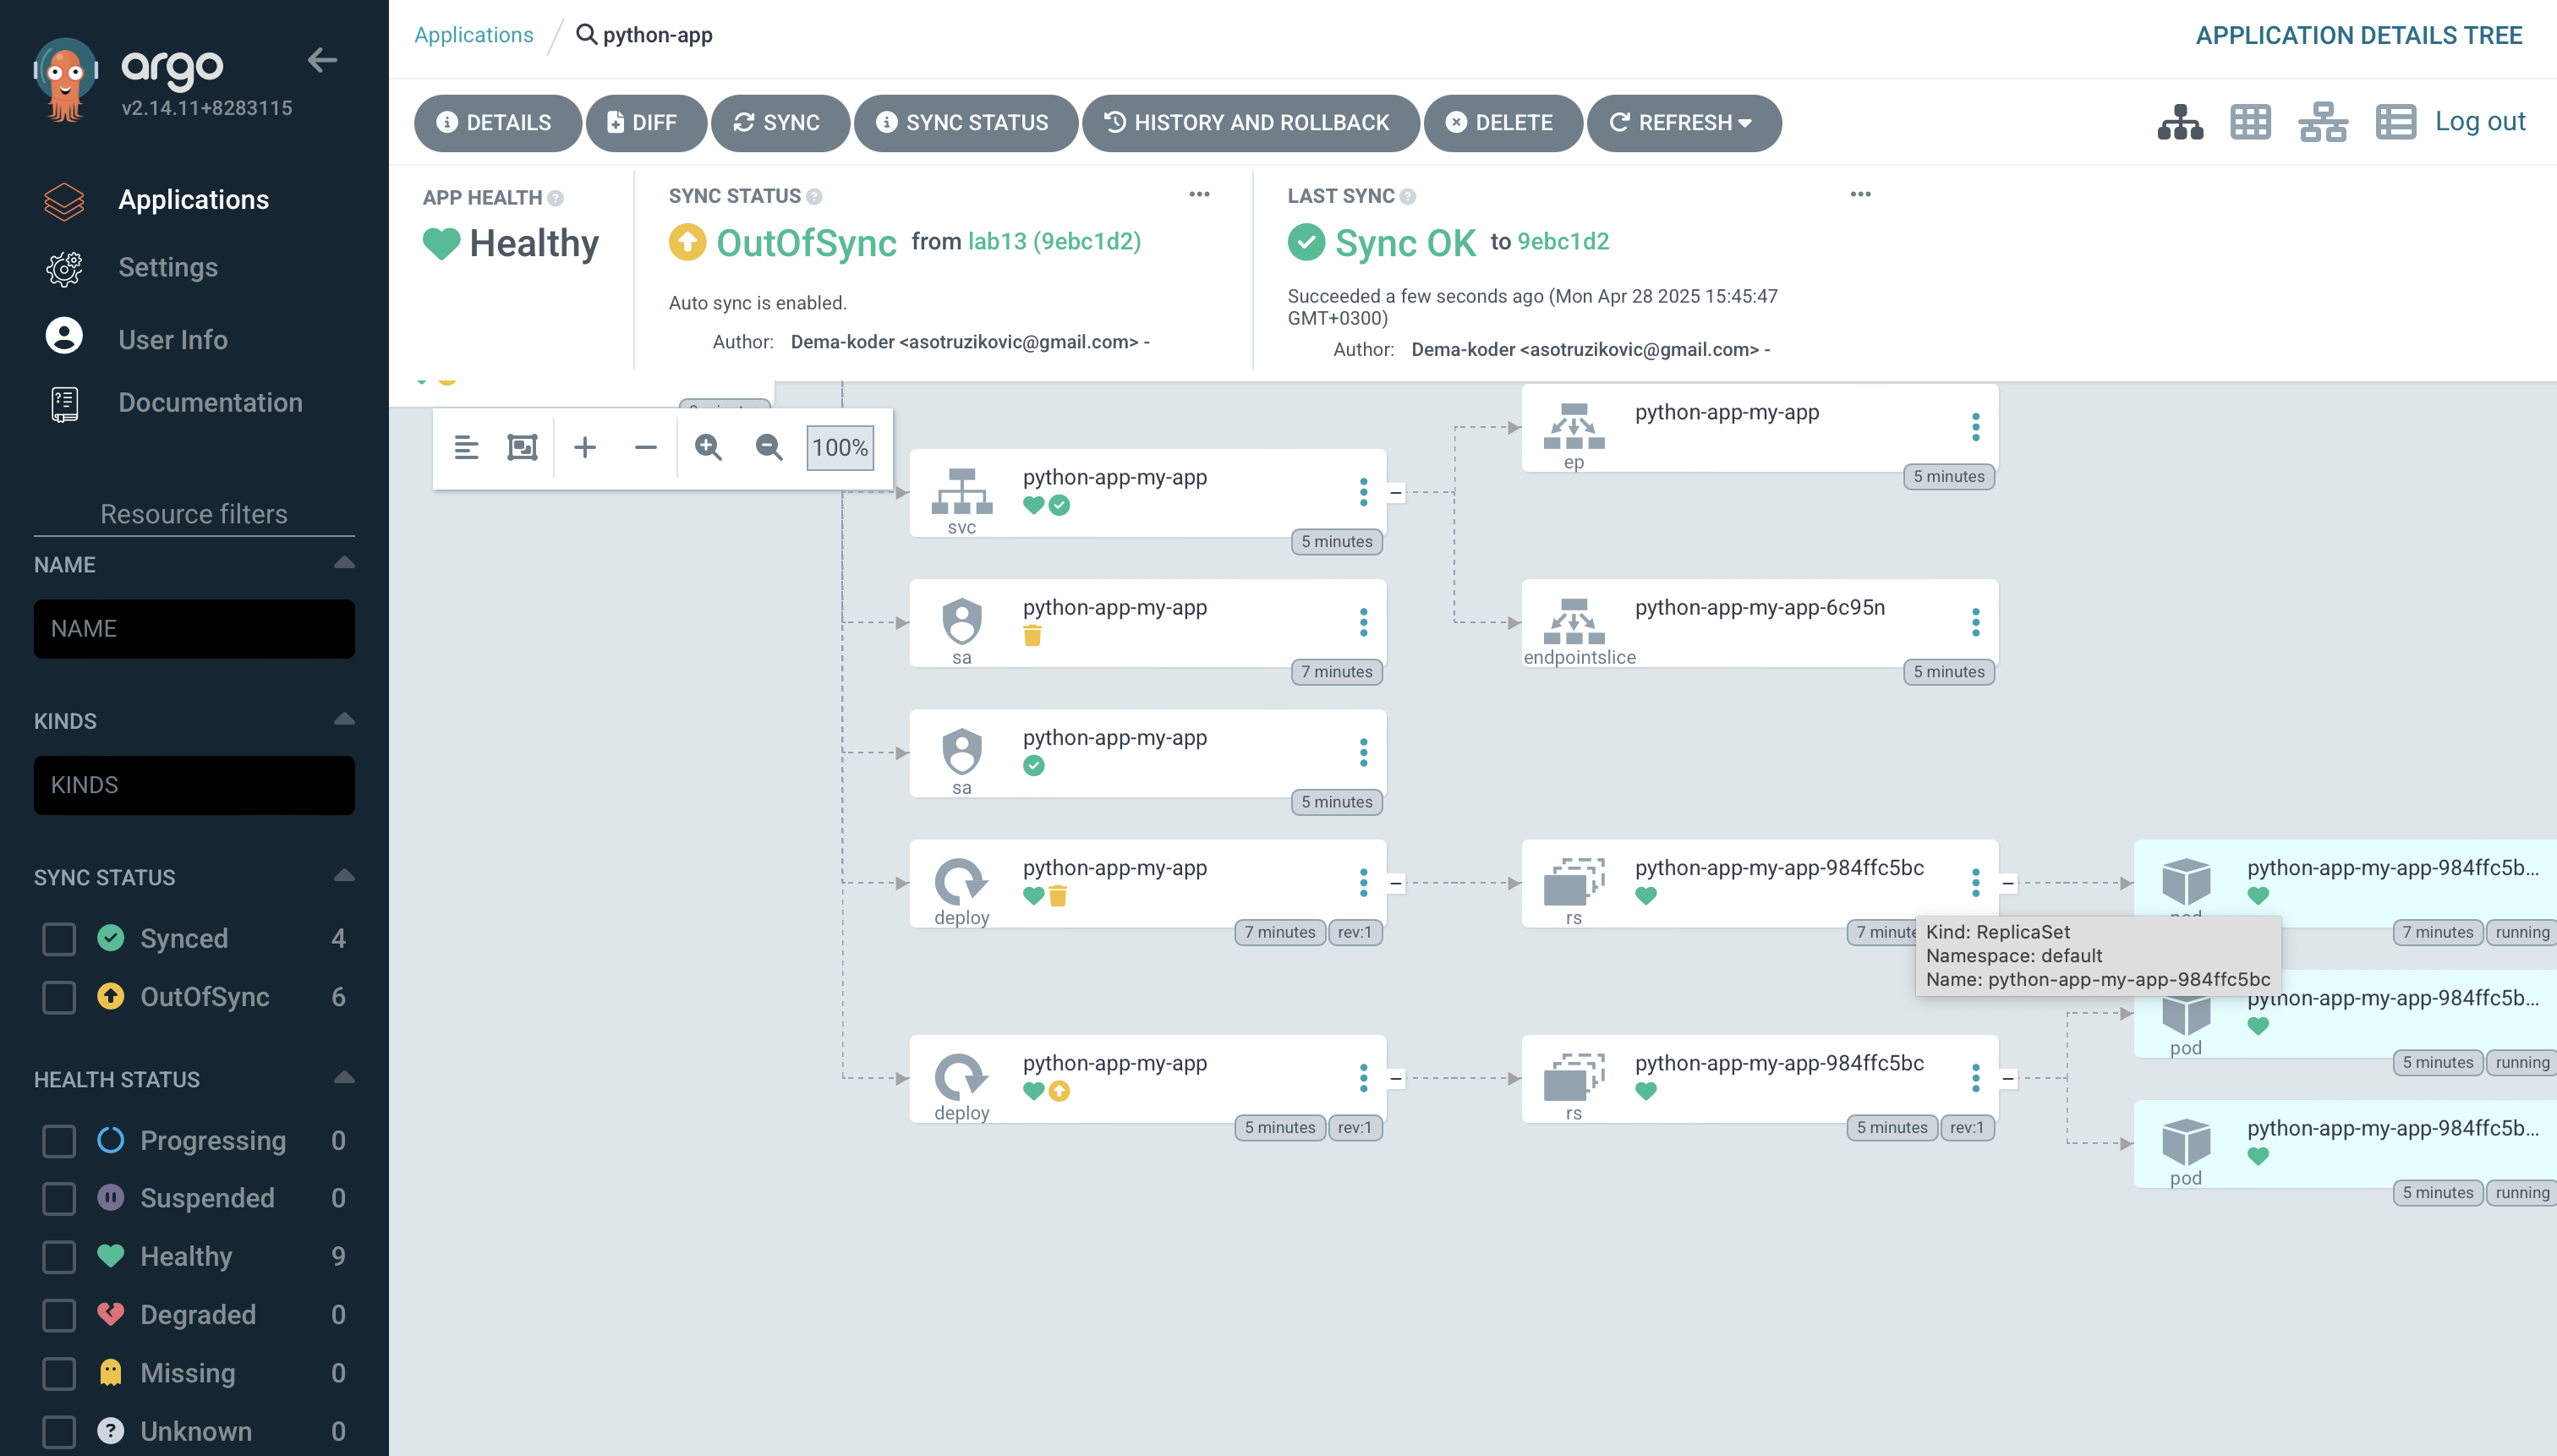 argo
v2.14.11+8283115
Applications
Settings
User Info
Documentation
Resource filters
NAME
NAME
KINDS
KINDS
SYNC STATUS
Synced 4
OutOfSync 6
HEALTH STATUS
Progressing 0
Suspended 0
Healthy 9
Degraded 0
Missing 0
Unknown 0
Applications / python-app
APPLICATION DETAILS TREE
DETAILS DIFF SYNC SYNC STATUS HISTORY AND ROLLBACK DELETE REFRESH
Log out
APP HEALTH
Healthy
SYNC STATUS
OutOfSync from lab13 (9ebc1d2)
Auto sync is enabled.
Author: Dema-koder <asotruzikovic@gmail.com> -
LAST SYNC
Sync OK to 9ebc1d2
Succeeded a few seconds ago (Mon Apr 28 2025 15:45:47
GMT+0300)
Author: Dema-koder <asotruzikovic@gmail.com> -
100%
python-app-my-app
ep
5 minutes
python-app-my-app
svc
5 minutes
python-app-my-app
sa
7 minutes
python-app-my-app-6c95n
endpointslice
5 minutes
python-app-my-app
sa
5 minutes
python-app-my-app
deploy
7 minutes rev:1
python-app-my-app-984ffc5bc
rs
7 minute
python-app-my-app-984ffc5b...
7 minutes running
Kind: ReplicaSet
Namespace: default
Name: python-app-my-app-984ffc5bc
python-app-my-app-984ffc5b...
pod
5 minutes running
python-app-my-app
deploy
5 minutes rev:1
python-app-my-app-984ffc5bc
rs
5 minutes rev:1
python-app-my-app-984ffc5b...
pod
5 minutes running